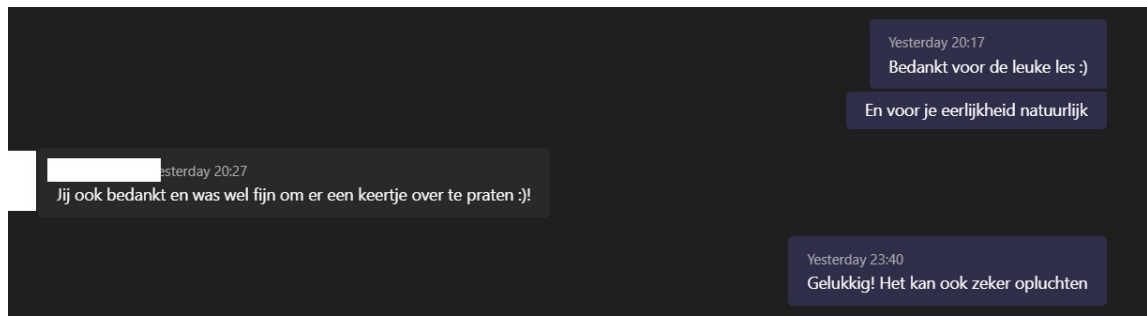 Yesterday 20:17
Bedankt voor de leuke les :)
En voor je eerlijkheid natuurlijk
esterday 20:27
Jij ook bedankt en was wel fijn om er een keertje over te praten :)!
Yesterday 23:40
Gelukkig! Het kan ook zeker opluchten